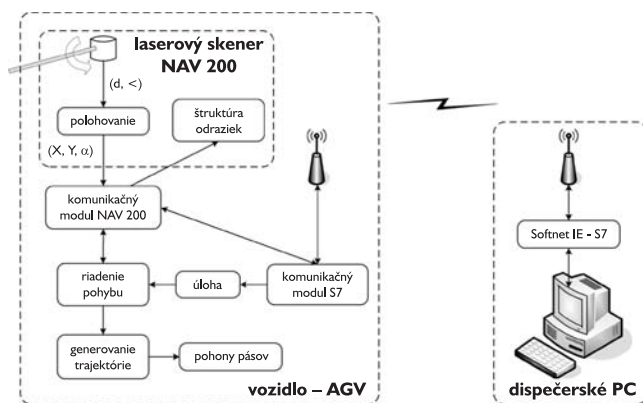 laserový skener
NAV 200
(d, <)
polohovanie
štruktúra
odraziek
(X, Y, α)
komunikačný
modul NAV 200
riadenie
pohybu
úloha
komunikačný
modul S7
generovanie
trajektórie
pohony pásov
vozidlo – AGV
Softnet IE - S7
dispečerské PC